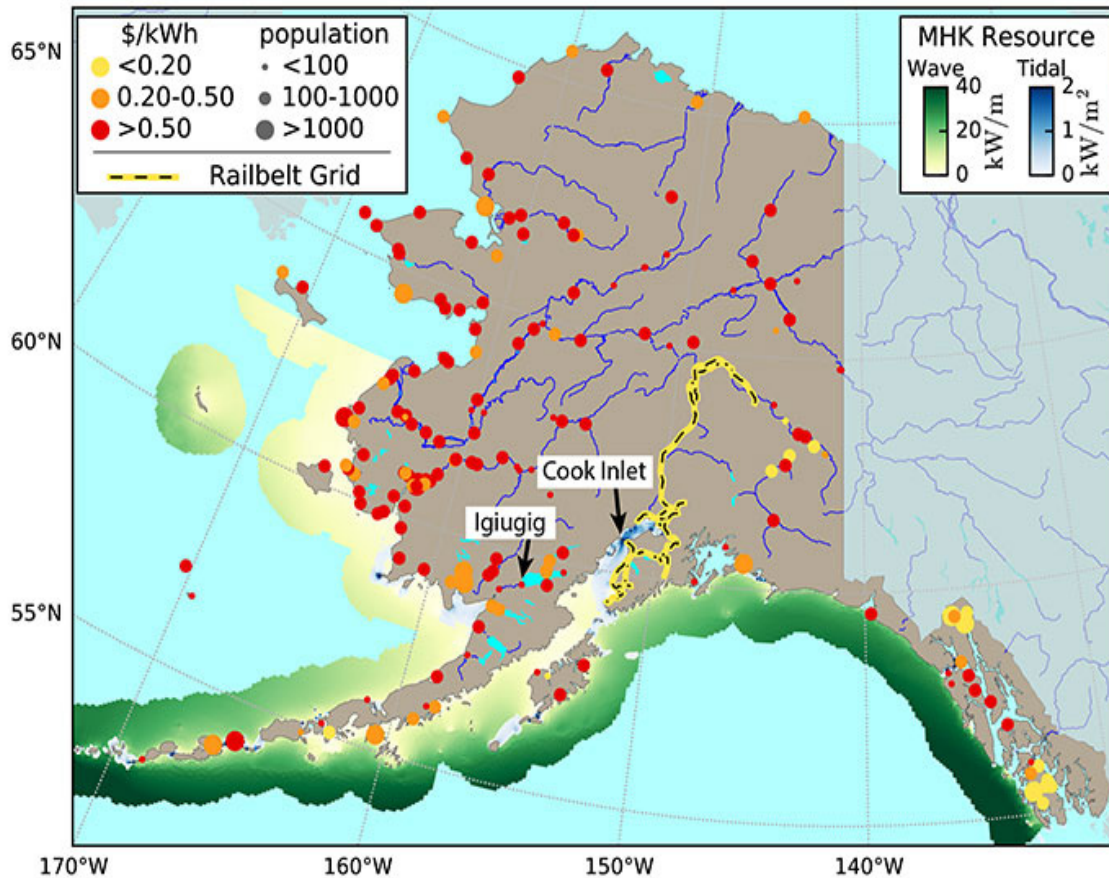 $/kWh population
<0.20 <100
0.20-0.50 100-1000
>0.50 >1000
Railbelt Grid
MHK Resource
Wave Tidal
40 2
20 1
0 0
kW/m kW/m²
65°N
60°N
55°N
Cook Inlet
Igiugig
170°W 160°W 150°W 140°W